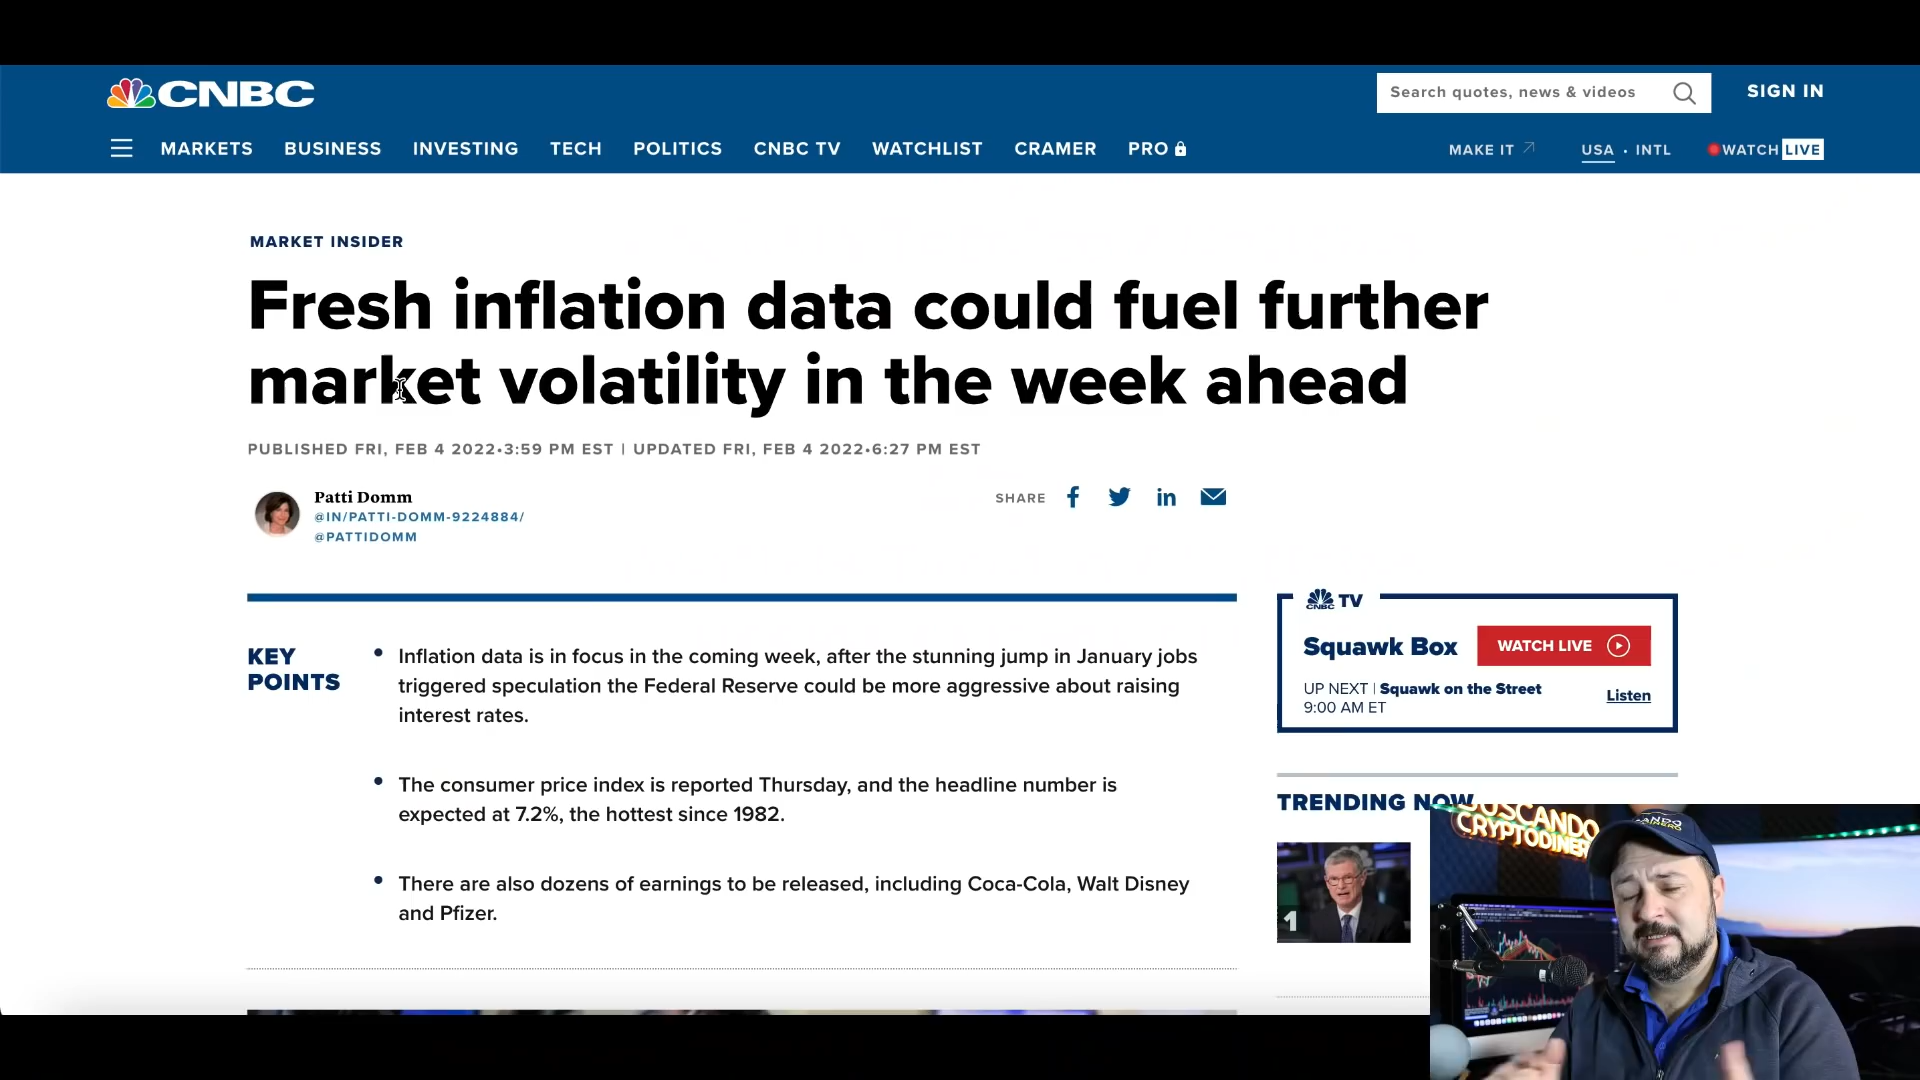 CNBC
Search quotes, news & videos
SIGN IN
MARKETS BUSINESS INVESTING TECH POLITICS CNBC TV WATCHLIST CRAMER PRO
MAKE IT USA • INTL WATCH LIVE
MARKET INSIDER
Fresh inflation data could fuel further
market volatility in the week ahead
PUBLISHED FRI, FEB 4 2022•3:59 PM EST | UPDATED FRI, FEB 4 2022•6:27 PM EST
Patti Domm
@IN/PATTI-DOMM-9224884/
@PATTIDOMM
SHARE
KEY
POINTS
• Inflation data is in focus in the coming week, after the stunning jump in January jobs
triggered speculation the Federal Reserve could be more aggressive about raising
interest rates.
• The consumer price index is reported Thursday, and the headline number is
expected at 7.2%, the hottest since 1982.
• There are also dozens of earnings to be released, including Coca-Cola, Walt Disney
and Pfizer.
CNBC TV
Squawk Box
WATCH LIVE
UP NEXT | Squawk on the Street
9:00 AM ET
Listen
TRENDING NOW
1
BUSCANDO
CRYPTODINER